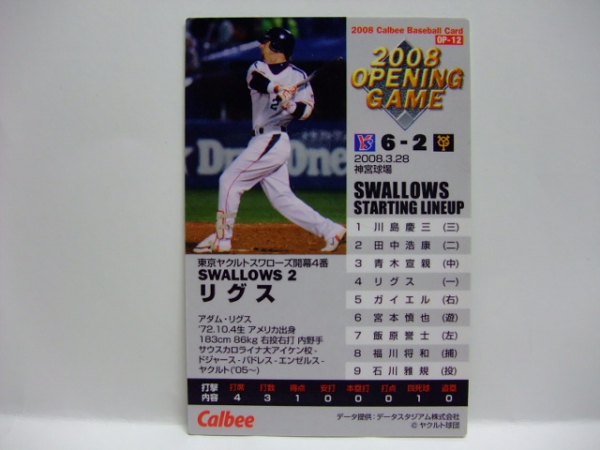 2008 Calbee Baseball Card
OP-12
2008
OPENING
GAME
YS 6-2 G
2008.3.28
神宮球場
SWALLOWS
STARTING LINEUP
1 川島慶三 (三)
2 田中浩康 (二)
3 青木宣親 (中)
4 リグス (一)
5 ガイエル (右)
6 宮本慎也 (遊)
7 飯原誉士 (左)
8 福川将和 (捕)
9 石川雅規 (投)
東京ヤクルトスワローズ開幕4番
SWALLOWS 2
リグス
アダム・リグス
'72.10.4生 アメリカ出身
183cm 86kg 右投右打 内野手
サウスカロライナ大アイケン校-
ドジャース-パドレス-エンゼルス-
ヤクルト('05~)
打撃 打席 打数 得点 安打 本塁打 打点 四死球 盗塁
内容 4 3 1 0 0 0 1 0
Calbee
データ提供:データスタジアム株式会社
© ヤクルト球団